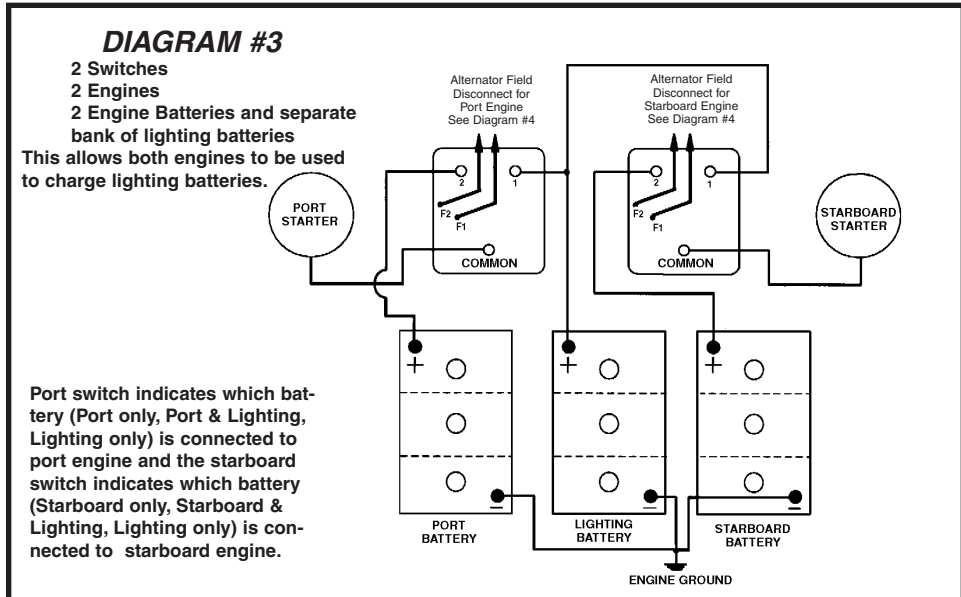 DIAGRAM #3
2 Switches
2 Engines
2 Engine Batteries and separate
bank of lighting batteries
This allows both engines to be used
to charge lighting batteries.
Alternator Field
Disconnect for
Port Engine
See Diagram #4
Alternator Field
Disconnect for
Starboard Engine
See Diagram #4
2
1
F2
F1
COMMON
2
1
F2
F1
COMMON
PORT
STARTER
STARBOARD
STARTER
+
+
+
Port switch indicates which bat-
tery (Port only, Port & Lighting,
Lighting only) is connected to
port engine and the starboard
switch indicates which battery
(Starboard only, Starboard &
Lighting, Lighting only) is con-
nected to starboard engine.
–
–
–
PORT
BATTERY
LIGHTING
BATTERY
STARBOARD
BATTERY
ENGINE GROUND